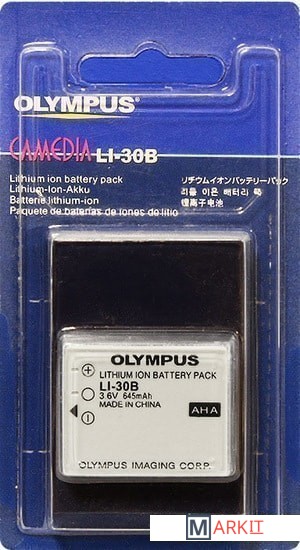 OLYMPUS
CAMEDIA LI-30B
Lithium ion battery pack
Lithium-Ion-Akku
Batterie lithium-ion
Paquete de baterías de iones de litio
リチウムイオンバッテリーパック
리튬 이온 배터리 팩
锂离子电池
OLYMPUS
LITHIUM ION BATTERY PACK
LI-30B
3.6V 645mAh
MADE IN CHINA
AHA
OLYMPUS IMAGING CORP.
MARKIT